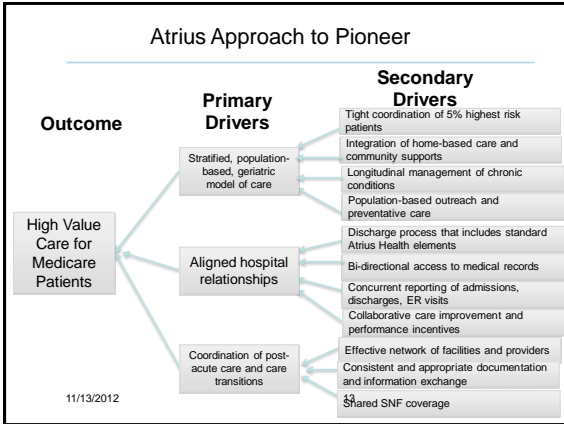 Atrius Approach to Pioneer
Outcome
Primary
Drivers
Secondary
Drivers
High Value
Care for
Medicare
Patients
Stratified, population-
based, geriatric
model of care
Tight coordination of 5% highest risk
patients
Integration of home-based care and
community supports
Longitudinal management of chronic
conditions
Population-based outreach and
preventative care
Aligned hospital
relationships
Discharge process that includes standard
Atrius Health elements
Bi-directional access to medical records
Concurrent reporting of admissions,
discharges, ER visits
Collaborative care improvement and
performance incentives
Coordination of post-
acute care and care
transitions
Effective network of facilities and providers
Consistent and appropriate documentation
and information exchange
Shared SNF coverage
11/13/2012
13